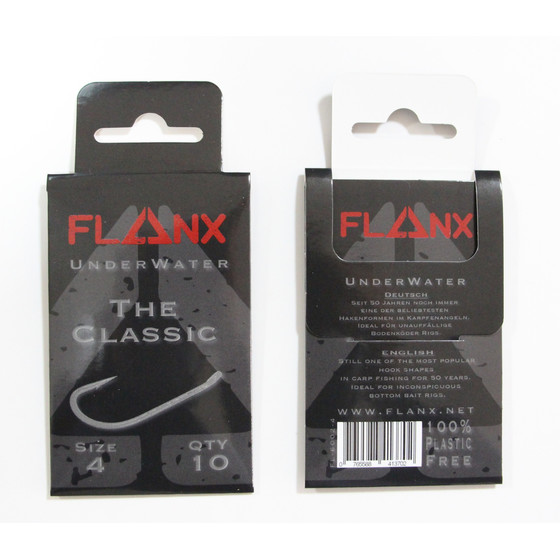 FLANX
UNDERWATER
THE
CLASSIC
SIZE
4
QTY
10
FLANX
UNDERWATER
DEUTSCH
SEIT 50 JAHREN NOCH IMMER
EINE DER BELIEBTESTEN
HAKENFORMEN IM KARPFENANGELN.
IDEAL FÜR UNAUFFÄLLIGE
BODENKÖDER RIGS.
ENGLISH
STILL ONE OF THE MOST POPULAR
HOOK SHAPES
IN CARP FISHING FOR 50 YEARS.
IDEAL FOR INCONSPICUOUS
BOTTOM BAIT RIGS.
WWW.FLANX.NET
100%
PLASTIC
FREE